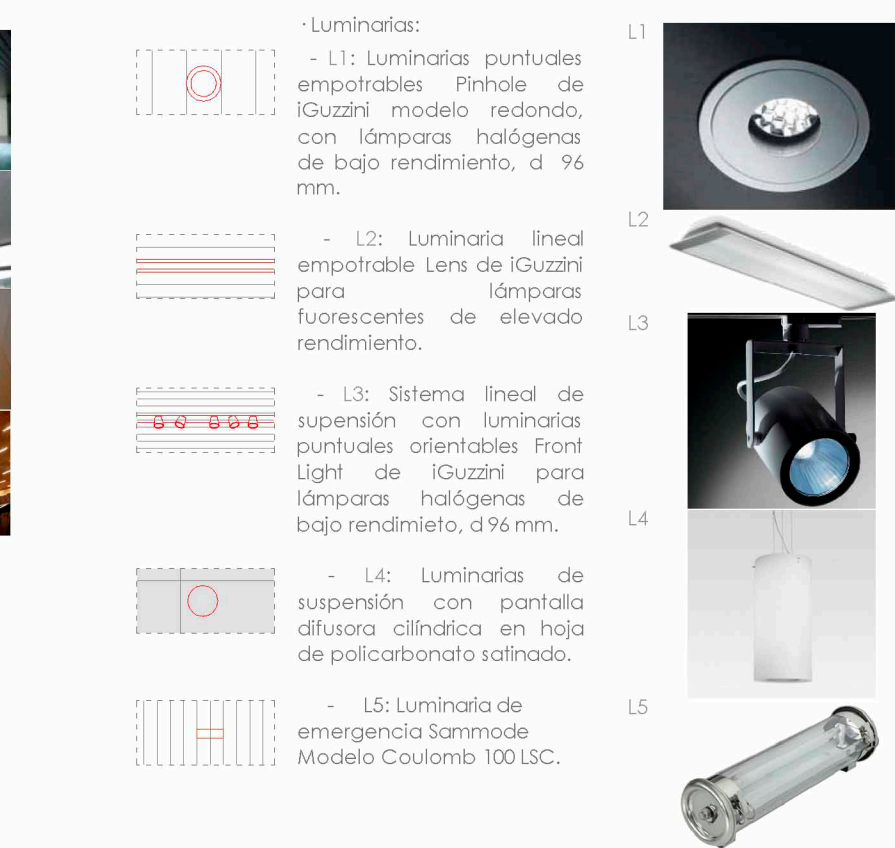 · Luminarias:
- L1: Luminarias puntuales
empotrables Pinhole de
iGuzzini modelo redondo,
con lámparas halógenas
de bajo rendimiento, d 96
mm.
- L2: Luminaria lineal
empotrable Lens de iGuzzini
para lámparas
fuorescentes de elevado
rendimiento.
- L3: Sistema lineal de
supensión con luminarias
puntuales orientables Front
Light de iGuzzini para
lámparas halógenas de
bajo rendimieto, d 96 mm.
- L4: Luminarias de
suspensión con pantalla
difusora cilíndrica en hoja
de policarbonato satinado.
- L5: Luminaria de
emergencia Sammode
Modelo Coulomb 100 LSC.
L1
L2
L3
L4
L5